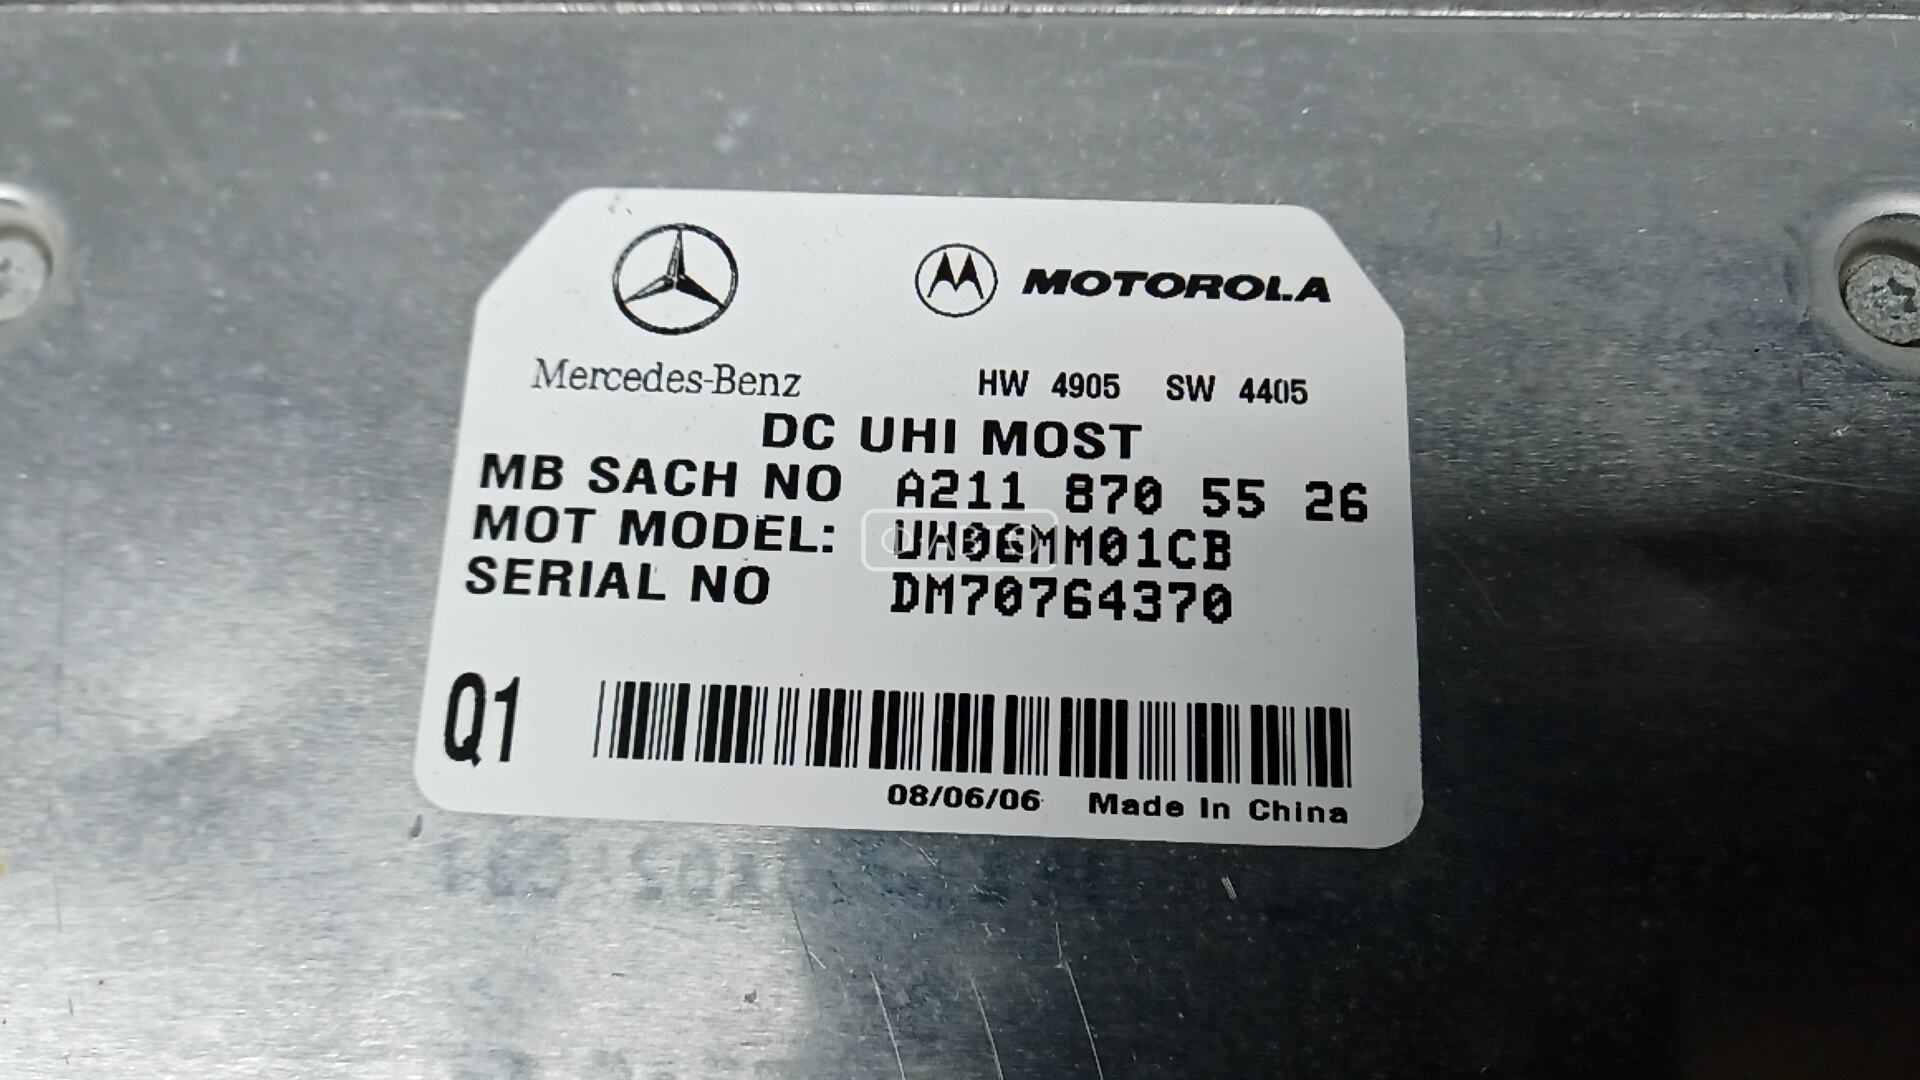 MOTOROLA
Mercedes-Benz HW 4905 SW 4405
DC UHI MOST
MB SACH NO A211 870 55 26
MOT MODEL: UH06MM01CB
SERIAL NO DM70764370
Q1
08/06/06 Made In China